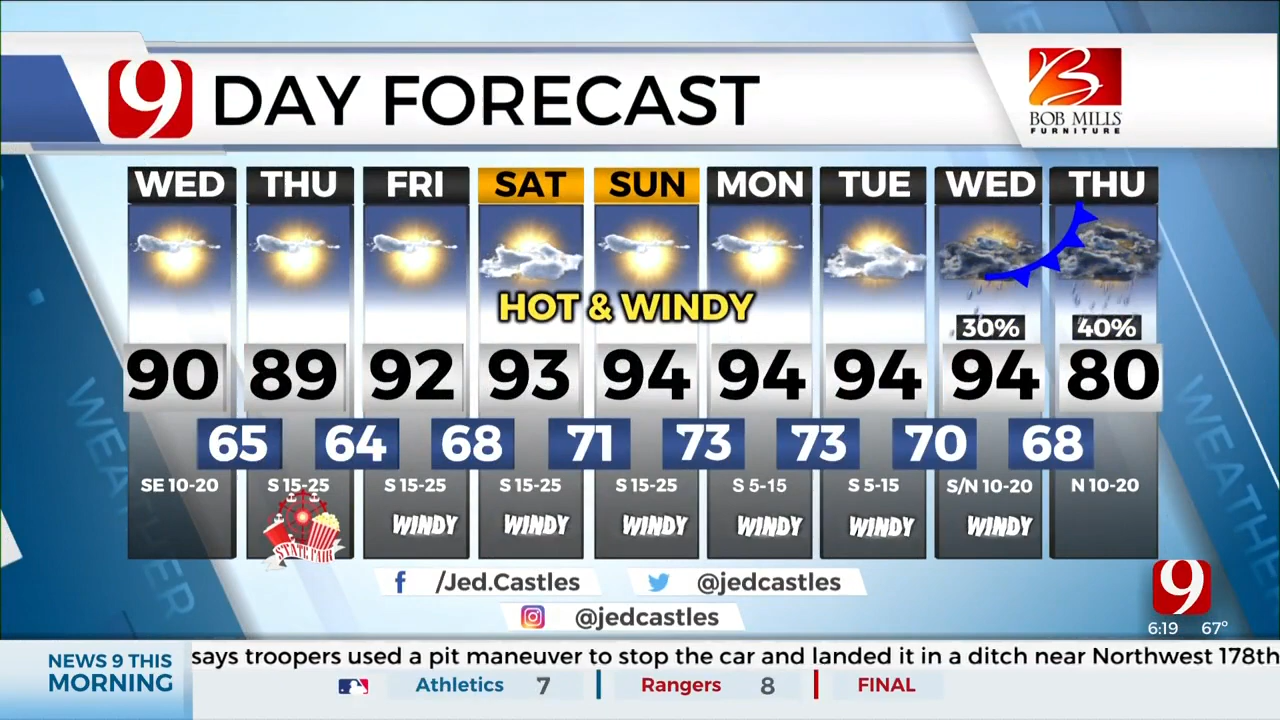 9 DAY FORECAST
B
BOB MILLS
FURNITURE
WED THU FRI SAT SUN MON TUE WED THU
HOT & WINDY
30% 40%
90 89 92 93 94 94 94 94 80
65 64 68 71 73 73 70 68
SE 10-20 S 15-25 S 15-25 S 15-25 S 15-25 S 5-15 S 5-15 S/N 10-20 N 10-20
WINDY WINDY WINDY WINDY WINDY WINDY
STATE FAIR
WEATHER
WEATHER
f /Jed.Castles @jedcastles
@jedcastles
9
6:19 67°
NEWS 9 THIS
MORNING
says troopers used a pit maneuver to stop the car and landed it in a ditch near Northwest 178th
Athletics 7 Rangers 8 FINAL